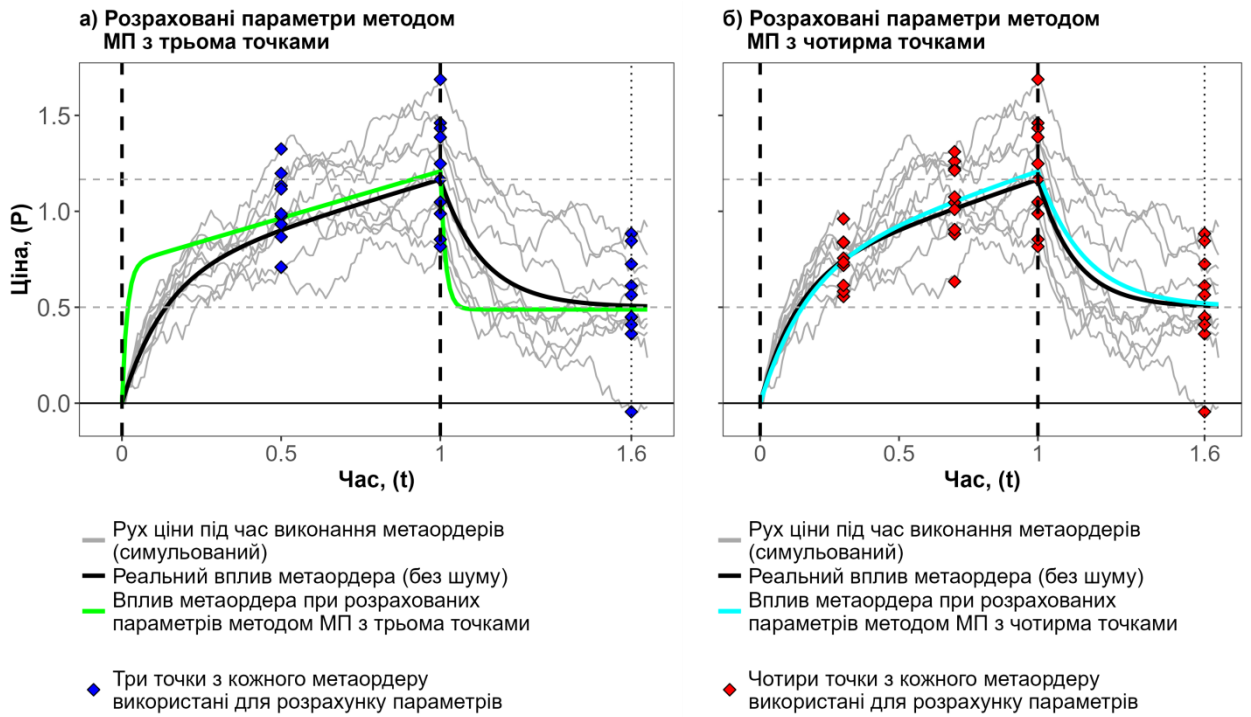 а) Розраховані параметри методом
МП з трьома точками
б) Розраховані параметри методом
МП з чотирма точками
Ціна, (P)
1.5
1.0
0.5
0.0
0
0.5
1
1.6
Час, (t)
0
0.5
1
1.6
Час, (t)
Рух ціни під час виконання метаордерів
(симульований)
Реальний вплив метаордера (без шуму)
Вплив метаордера при розрахованих
параметрів методом МП з трьома точками
Три точки з кожного метаордеру
використані для розрахунку параметрів
Рух ціни під час виконання метаордерів
(симульований)
Реальний вплив метаордера (без шуму)
Вплив метаордера при розрахованих
параметрів методом МП з чотирма точками
Чотири точки з кожного метаордеру
використані для розрахунку параметрів